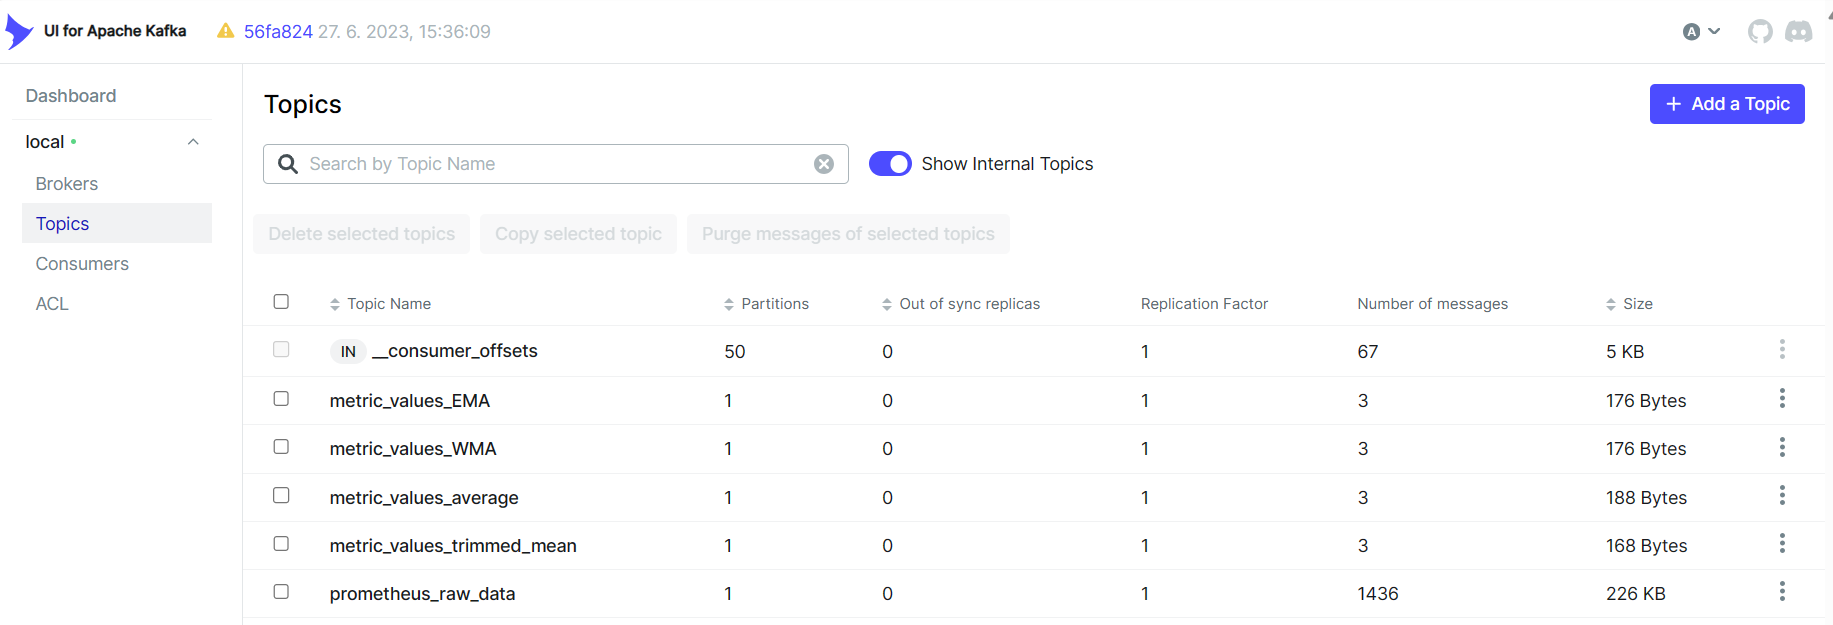 UI for Apache Kafka 56fa824 27. 6. 2023, 15:36:09 A
Dashboard
local
Brokers
Topics
Consumers
ACL
Topics
Add a Topic
Search by Topic Name
Show Internal Topics
Delete selected topics Copy selected topic Purge messages of selected topics
Topic Name Partitions Out of sync replicas Replication Factor Number of messages Size
IN __consumer_offsets 50 0 1 67 5 KB
metric_values_EMA 1 0 1 3 176 Bytes
metric_values_WMA 1 0 1 3 176 Bytes
metric_values_average 1 0 1 3 188 Bytes
metric_values_trimmed_mean 1 0 1 3 168 Bytes
prometheus_raw_data 1 0 1 1436 226 KB